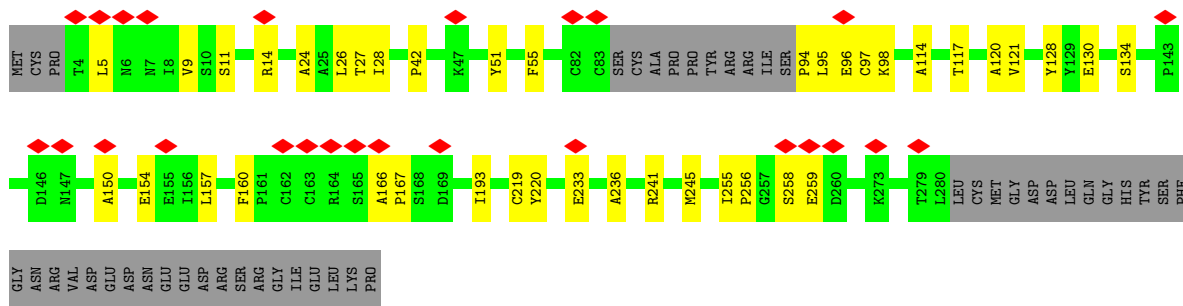 MET CYS PRO T4 L5 N6 N7 I8 V9 S10 S11 R14 A24 A25 L26 T27 I28 P42 K47 Y51 F55 C82 C83 SER CYS ALA PRO PRO TYR ARG ARG ILE SER P94 L95 E96 C97 K98 A114 T117 A120 V121 Y128 Y129 E130 S134 P143
D146 N147 A150 E154 E155 I156 L157 F160 P161 C162 C163 R164 S165 A166 P167 S168 D169 I193 C219 Y220 E233 A236 R241 M245 I255 P256 G257 S258 E259 D260 K273 T279 L280 LEU CYS MET GLY ASP ASP LEU GLN GLY HIS TYR SER PHE
GLY ASN ARG VAL ASP GLU ASP ASN GLU GLU ASP ARG SER ARG GLY ILE GLU LEU LYS PRO